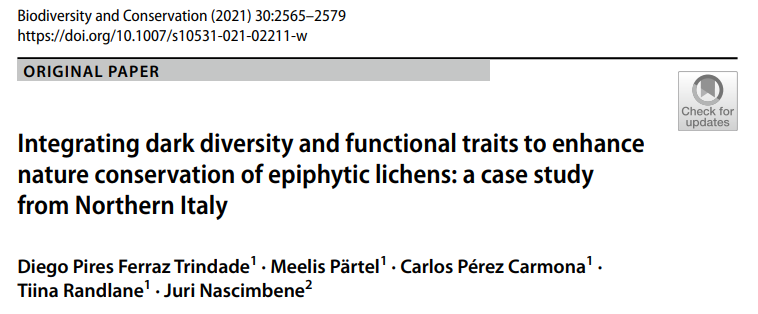 Biodiversity and Conservation (2021) 30:2565–2579
https://doi.org/10.1007/s10531-021-02211-w
ORIGINAL PAPER
Check for
updates
Integrating dark diversity and functional traits to enhance
nature conservation of epiphytic lichens: a case study
from Northern Italy
Diego Pires Ferraz Trindade¹ · Meelis Pärtel¹ · Carlos Pérez Carmona¹ ·
Tiina Randlane¹ · Juri Nascimbene²